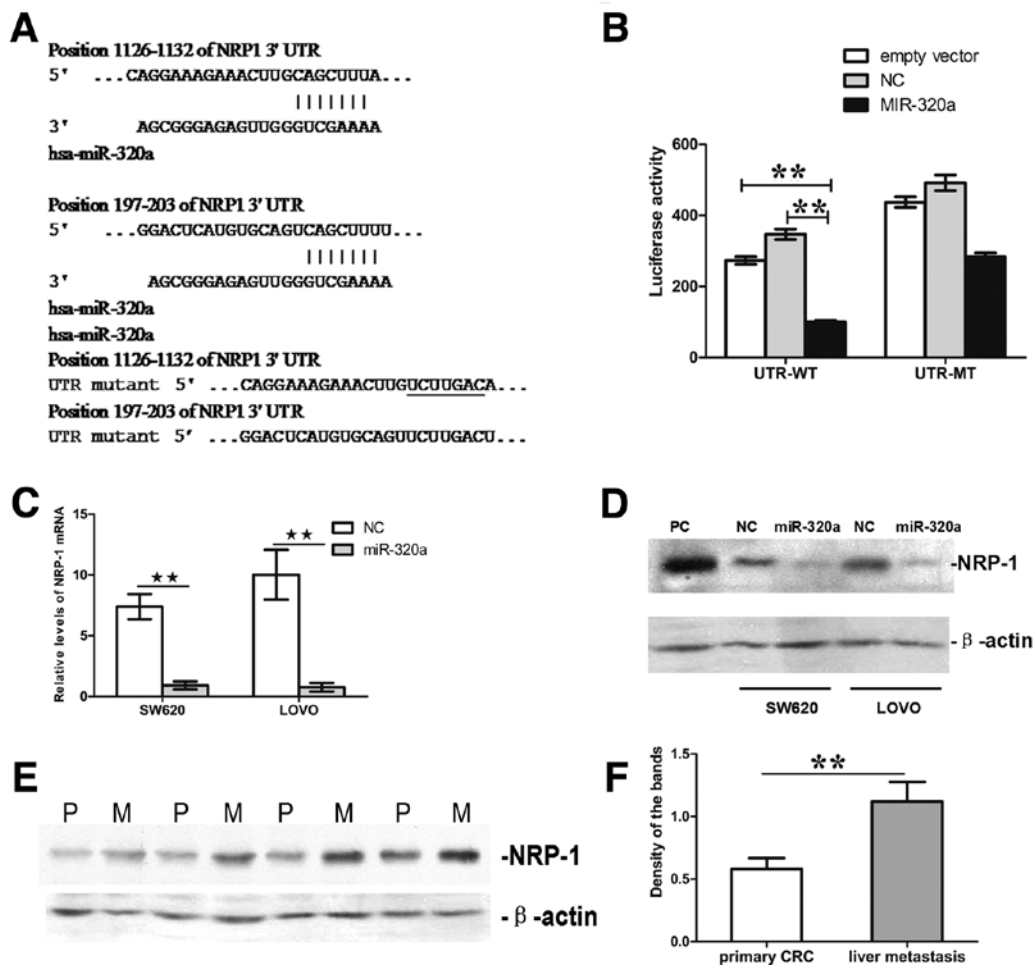 A
Position 1126-1132 of NRP1 3' UTR
5' ...CAGGAAAGAAACUUGCAGCUUUA...
3' AGCGGGAGAGUUGGGUCGAAAA
hsa-miR-320a
Position 197-203 of NRP1 3' UTR
5' ...GGACUCAUGUGCAGUCAGCUUUU...
3' AGCGGGAGAGUUGGGUCGAAAA
hsa-miR-320a
hsa-miR-320a
Position 1126-1132 of NRP1 3' UTR
UTR mutant 5' ...CAGGAAAGAAACUUGUCUUGACA...
Position 197-203 of NRP1 3' UTR
UTR mutant 5' ...GGACUCAUGUGCAGUUCUUGACU...
B
empty vector
NC
MIR-320a
Luciferase activity
600
400
200
0
**
**
UTR-WT UTR-MT
C
Relative levels of NRP-1 mRNA
15
10
5
0
★★
★★
NC
miR-320a
SW620 LOVO
D
PC NC miR-320a NC miR-320a
-NRP-1
-β-actin
SW620 LOVO
E
P M P M P M P M
-NRP-1
-β-actin
F
Density of the bands
1.5
1.0
0.5
0.0
**
primary CRC liver metastasis